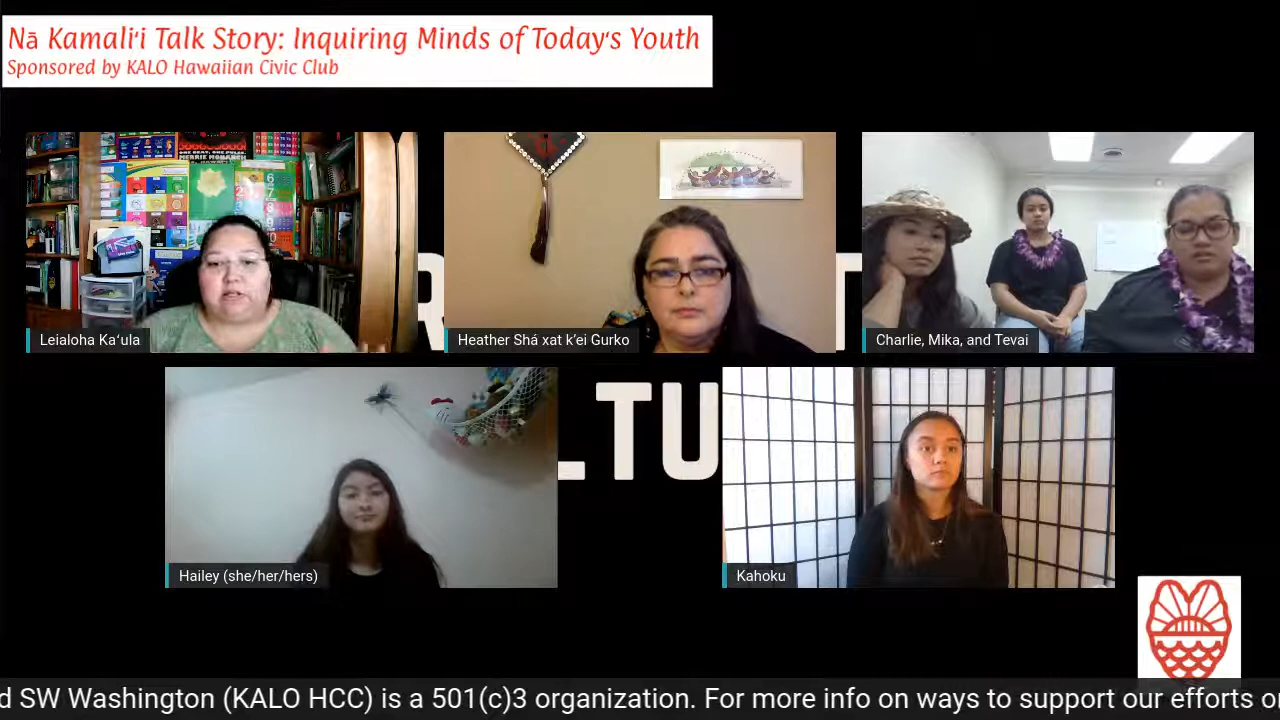 Nā Kamaliʻi Talk Story: Inquiring Minds of Today's Youth
Sponsored by KALO Hawaiian Civic Club
Leialoha Kaʻula
Heather Shá xat kʼei Gurko
Charlie, Mika, and Tevai
LTU
Hailey (she/her/hers)
Kahoku
d SW Washington (KALO HCC) is a 501(c)3 organization. For more info on ways to support our efforts o